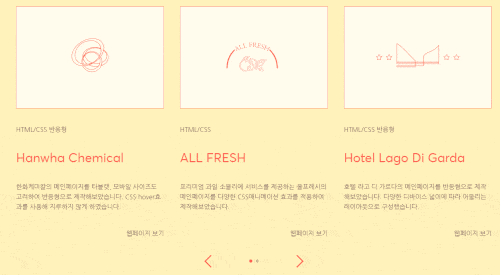 ALL FRESH
HTML/CSS 반응형
Hanwha Chemical
한화케미칼의 메인페이지를 타블렛, 모바일 사이즈도
고려하여 반응형으로 제작해보았습니다. CSS hover효
과를 사용해 지루하지 않게 하였습니다.
웹페이지 보기
HTML/CSS
ALL FRESH
프리미엄 과일 소믈리에 서비스를 제공하는 올프레쉬의
메인페이지를 다양한 CSS애니메이션 효과를 적용하여
제작해보았습니다.
웹페이지 보기
HTML/CSS 반응형
Hotel Lago Di Garda
호텔 라고 디 가르다의 메인페이지를 반응형으로 제작
해보았습니다. 다양한 디바이스 넓이에 따라 어울리는
레이아웃으로 구성했습니다.
웹페이지 보기